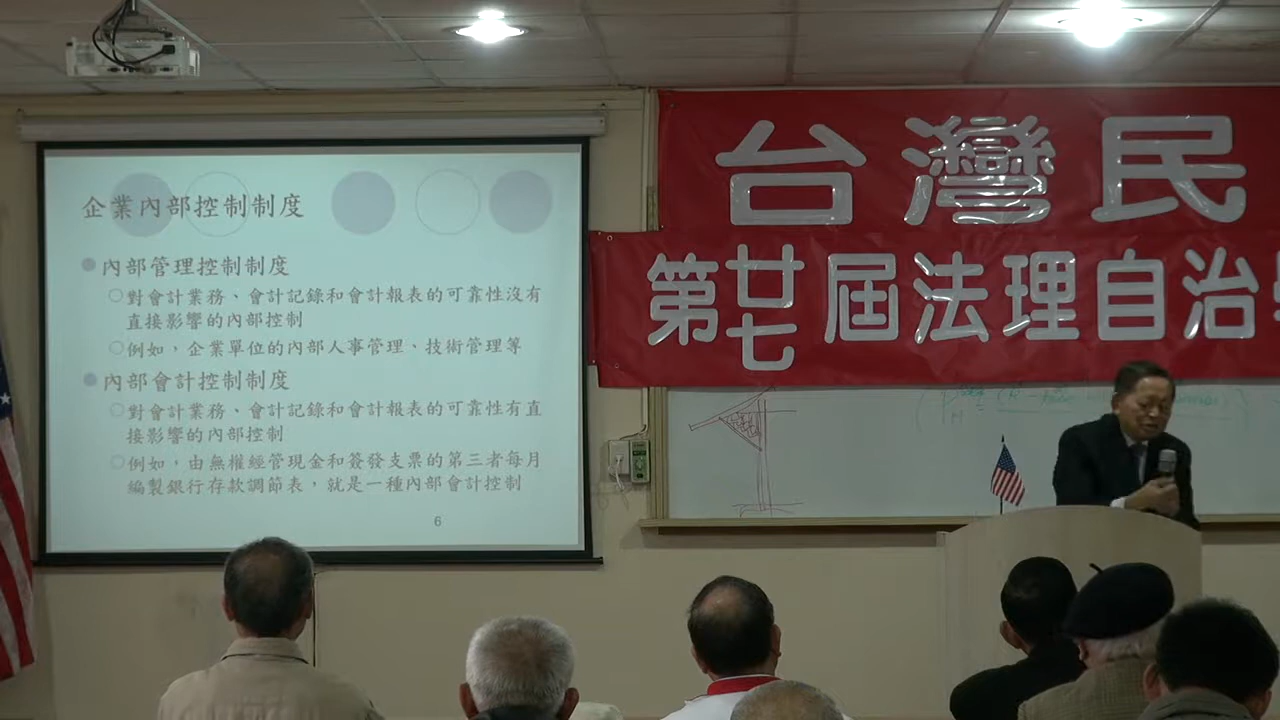 企業內部控制制度
內部管理控制制度
對會計業務、會計記錄和會計報表的可靠性沒有
直接影響的內部控制
例如，企業單位的內部人事管理、技術管理等
內部會計控制制度
對會計業務、會計記錄和會計報表的可靠性有直
接影響的內部控制
例如，由無權經管現金和簽發支票的第三者每月
編製銀行存款調節表，就是一種內部會計控制
6
台灣民
第廿七屆法理自治